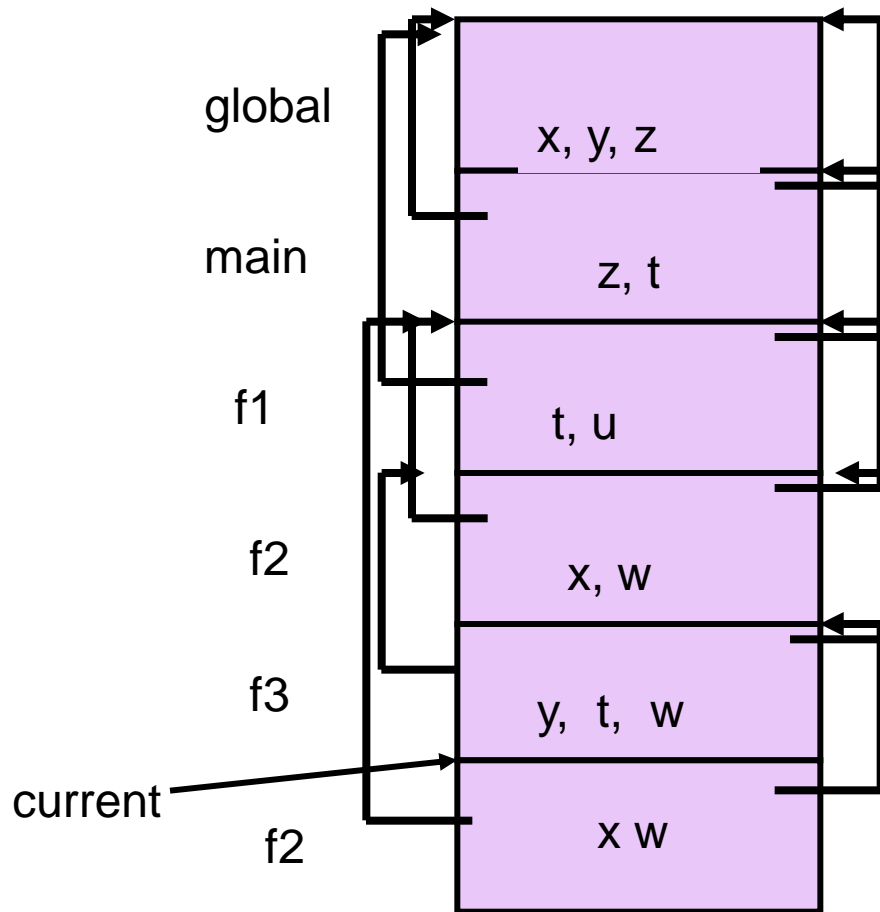 global
x, y, z
main
z, t
f1
t, u
f2
x, w
f3
y, t, w
current
f2
x w